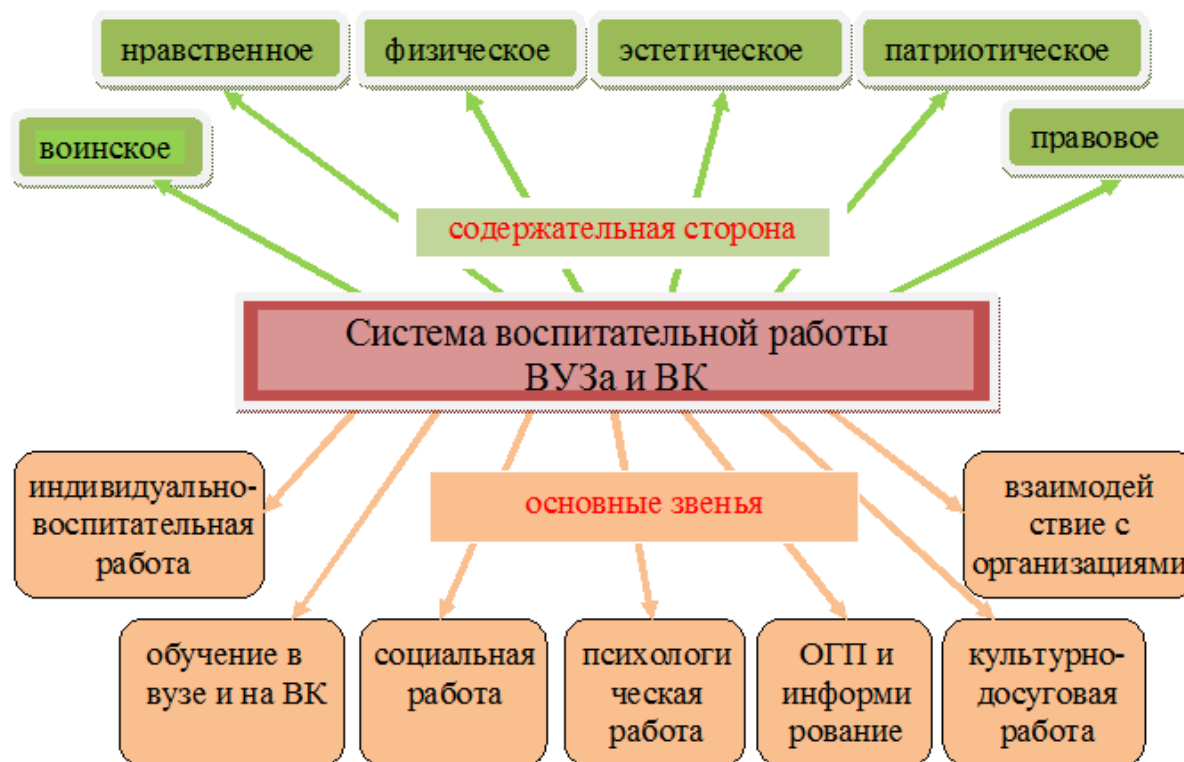 нравственное
физическое
эстетическое
патриотическое
воинское
правовое
содержательная сторона
Система воспитательной работы
ВУЗа и ВК
основные звенья
индивидуально-
воспитательная
работа
взаимодей
ствие с
организациями
обучение в
вузе и на ВК
социальная
работа
психологи
ческая
работа
ОГП и
информи
рование
культурно-
досуговая
работа